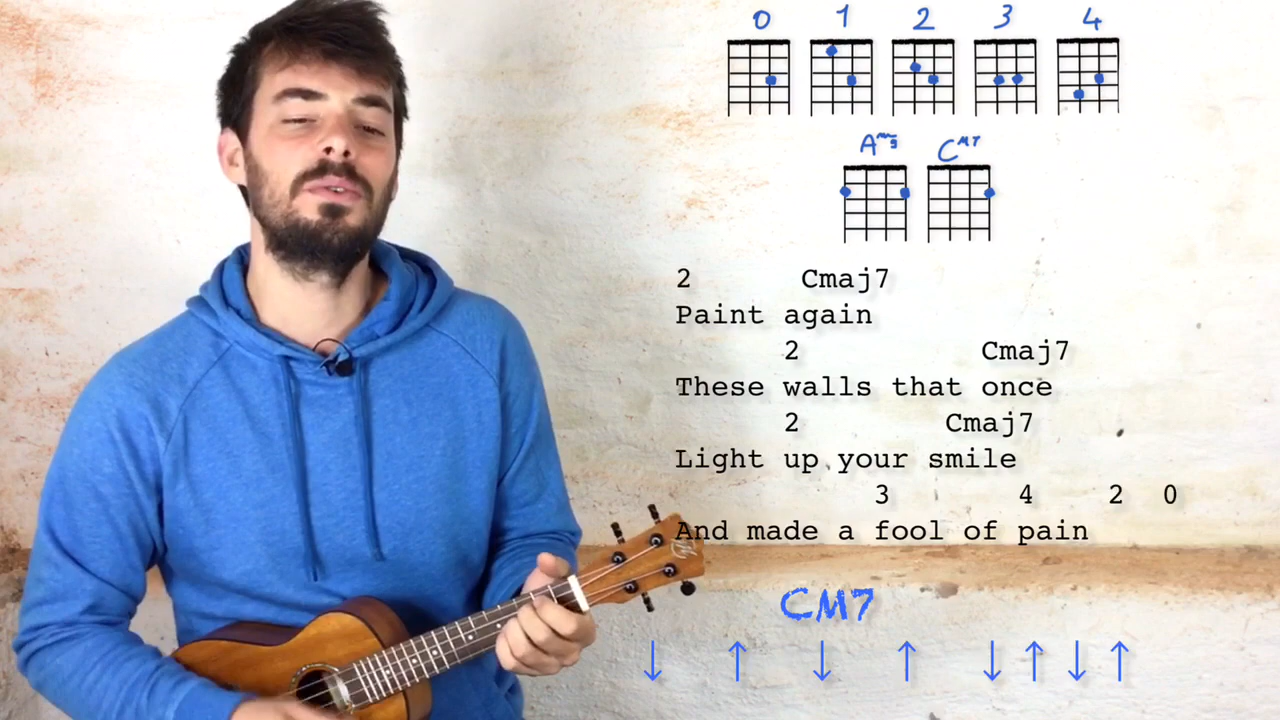 0 1 2 3 4
Am9 CM7
2 Cmaj7
Paint again
2 Cmaj7
These walls that once
2 Cmaj7
Light up your smile
3 4 2 0
And made a fool of pain
CM7
↓ ↑ ↓ ↑ ↓ ↑ ↓ ↑